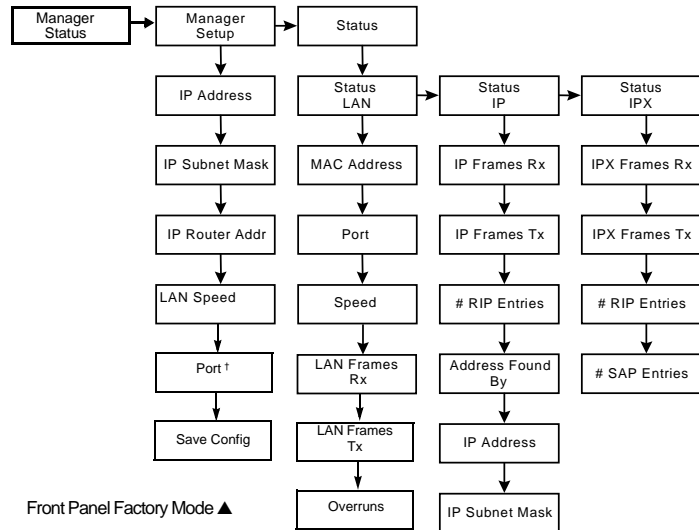 Manager
Status
Manager
Setup
Status
IP Address
IP Subnet Mask
IP Router Addr
LAN Speed
Port †
Save Config
Status
LAN
MAC Address
Port
Speed
LAN Frames
Rx
LAN Frames
Tx
Overruns
Status
IP
IP Frames Rx
IP Frames Tx
# RIP Entries
Address Found
By
IP Address
IP Subnet Mask
Status
IPX
IPX Frames Rx
IPX Frames Tx
# RIP Entries
# SAP Entries
Front Panel Factory Mode ▲